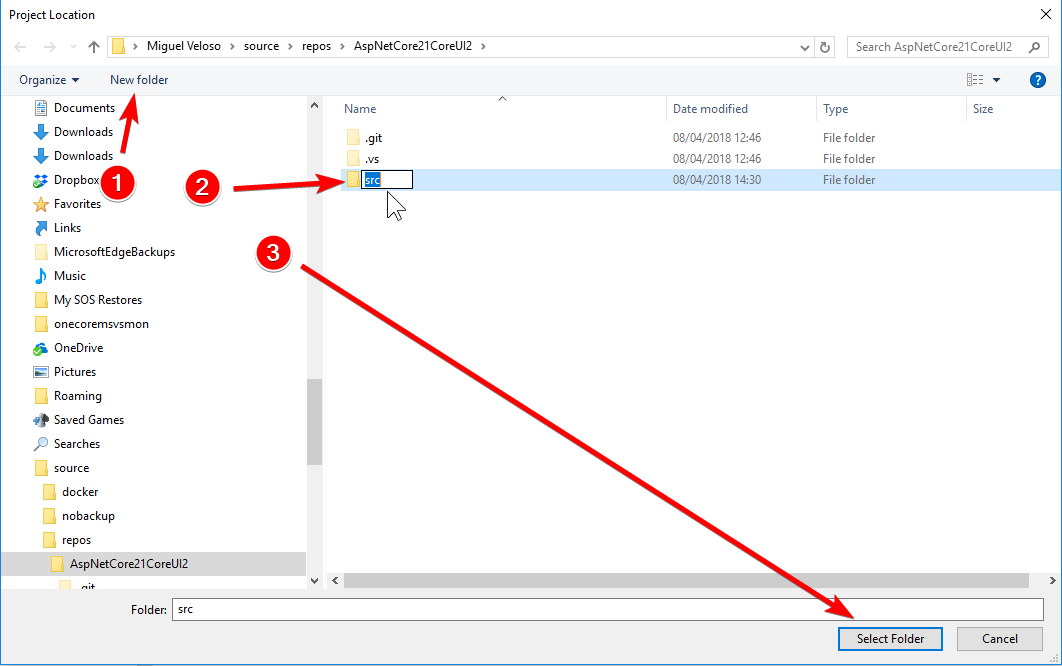 Project Location
Miguel Veloso > source > repos > AspNetCore21CoreUI2 >
Search AspNetCore21CoreUI2
Organize
New folder
?
Documents
Downloads
Downloads
Dropbox
Favorites
Links
MicrosoftEdgeBackups
Music
My SOS Restores
onecoremsvsmon
OneDrive
Pictures
Roaming
Saved Games
Searches
source
docker
nobackup
repos
AspNetCore21CoreUI2
.git
1
2
3
Name Date modified Type Size
.git 08/04/2018 12:46 File folder
.vs 08/04/2018 12:46 File folder
src 08/04/2018 14:30 File folder
Folder: src
Select Folder
Cancel